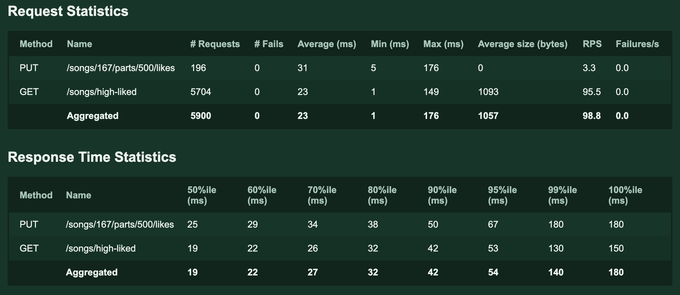 Request Statistics
Method Name # Requests # Fails Average (ms) Min (ms) Max (ms) Average size (bytes) RPS Failures/s
PUT /songs/167/parts/500/likes 196 0 31 5 176 0 3.3 0.0
GET /songs/high-liked 5704 0 23 1 149 1093 95.5 0.0
Aggregated 5900 0 23 1 176 1057 98.8 0.0
Response Time Statistics
Method Name 50%ile (ms) 60%ile (ms) 70%ile (ms) 80%ile (ms) 90%ile (ms) 95%ile (ms) 99%ile (ms) 100%ile (ms)
PUT /songs/167/parts/500/likes 25 29 34 38 50 67 180 180
GET /songs/high-liked 19 22 26 32 42 53 130 150
Aggregated 19 22 27 32 42 54 140 180